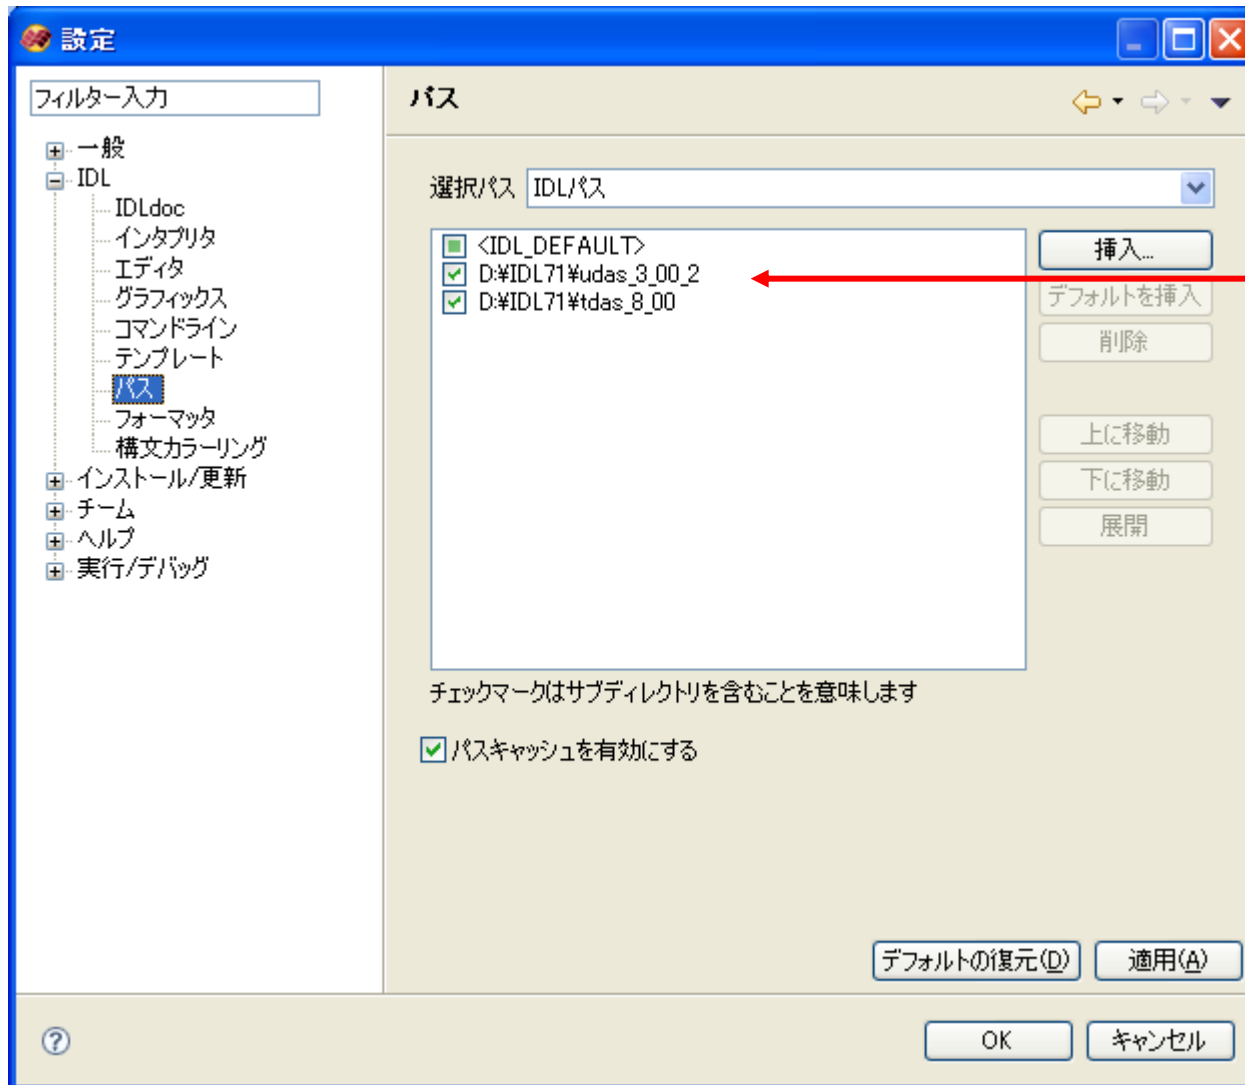 設定
フィルター入力
一般
IDL
IDLdoc
インタプリタ
エディタ
グラフィックス
コマンドライン
テンプレート
パス
フォーマッタ
構文カラーリング
インストール/更新
チーム
ヘルプ
実行/デバッグ
パス
選択パス IDLパス
<IDL_DEFAULT>
D:¥IDL71¥udas_3_00_2
D:¥IDL71¥tdas_8_00
挿入...
デフォルトを挿入
削除
上に移動
下に移動
展開
チェックマークはサブディレクトリを含むことを意味します
パスキャッシュを有効にする
デフォルトの復元(D) 適用(A)
OK キャンセル